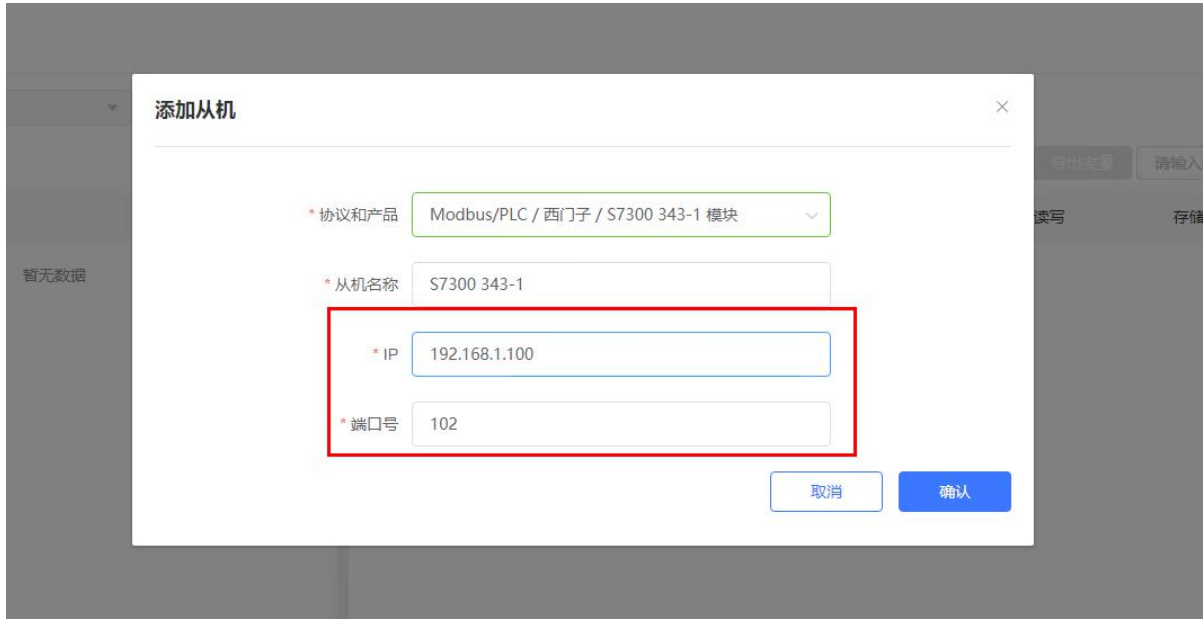 添加从机
导出变量
请输入
* 协议和产品
Modbus/PLC / 西门子 / S7300 343-1 模块
读写
存储
暂无数据
* 从机名称
S7300 343-1
* IP
192.168.1.100
* 端口号
102
取消
确认